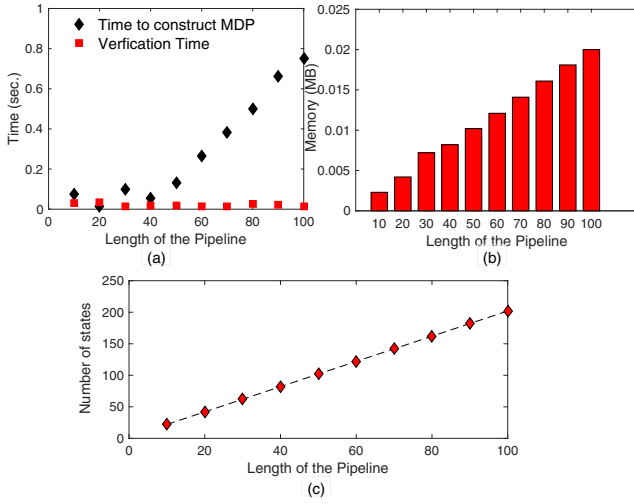 1
0.8
0.6
0.4
0.2
0
Time (sec.)
Time to construct MDP
Verfication Time
0 20 40 60 80 100
Length of the Pipeline
(a)
0.025
0.02
0.015
0.01
0.005
0
Memory (MB)
10 20 30 40 50 60 70 80 90 100
Length of the Pipeline
(b)
250
200
150
100
50
0
Number of states
0 20 40 60 80 100
Length of the Pipeline
(c)